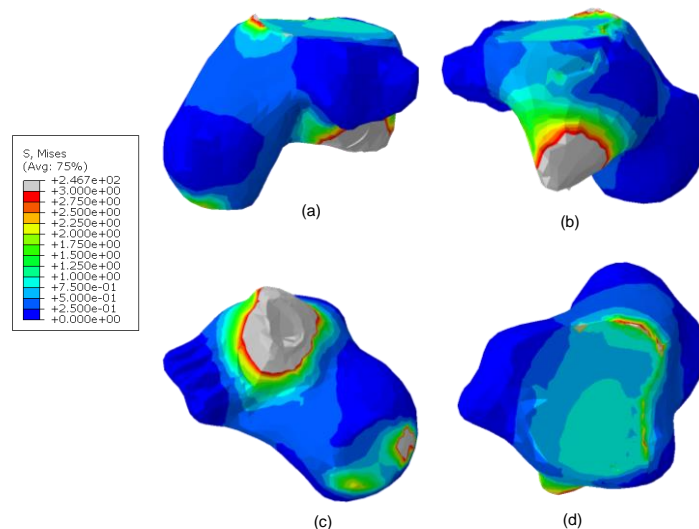 S, Mises
(Avg: 75%)
+2.467e+02
+3.000e+00
+2.750e+00
+2.500e+00
+2.250e+00
+2.000e+00
+1.750e+00
+1.500e+00
+1.250e+00
+1.000e+00
+7.500e-01
+5.000e-01
+2.500e-01
+0.000e+00
(a)
(b)
(c)
(d)